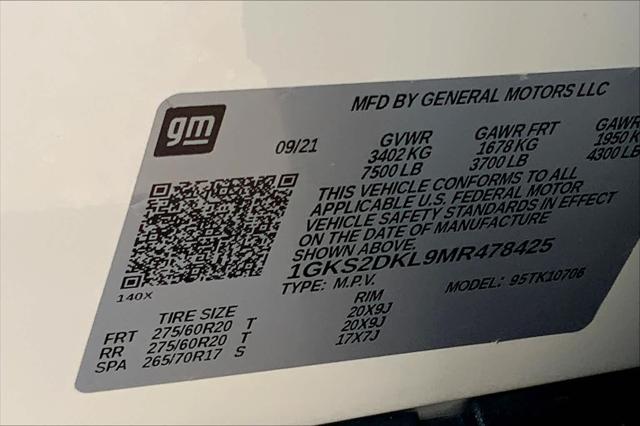 gm
MFD BY GENERAL MOTORS LLC
09/21
GVWR GAWR FRT GAWR
3402 KG 1678 KG 1950 K
7500 LB 3700 LB 4300 LB
THIS VEHICLE CONFORMS TO ALL
APPLICABLE U.S. FEDERAL MOTOR
VEHICLE SAFETY STANDARDS IN EFFECT
ON THE DATE OF MANUFACTURE
SHOWN ABOVE.
1GKS2DKL9MR478425
TYPE: M.P.V. MODEL: 95TK10706
140X
TIRE SIZE RIM
FRT 275/60R20 T 20X9J
RR 275/60R20 T 20X9J
SPA 265/70R17 S 17X7J